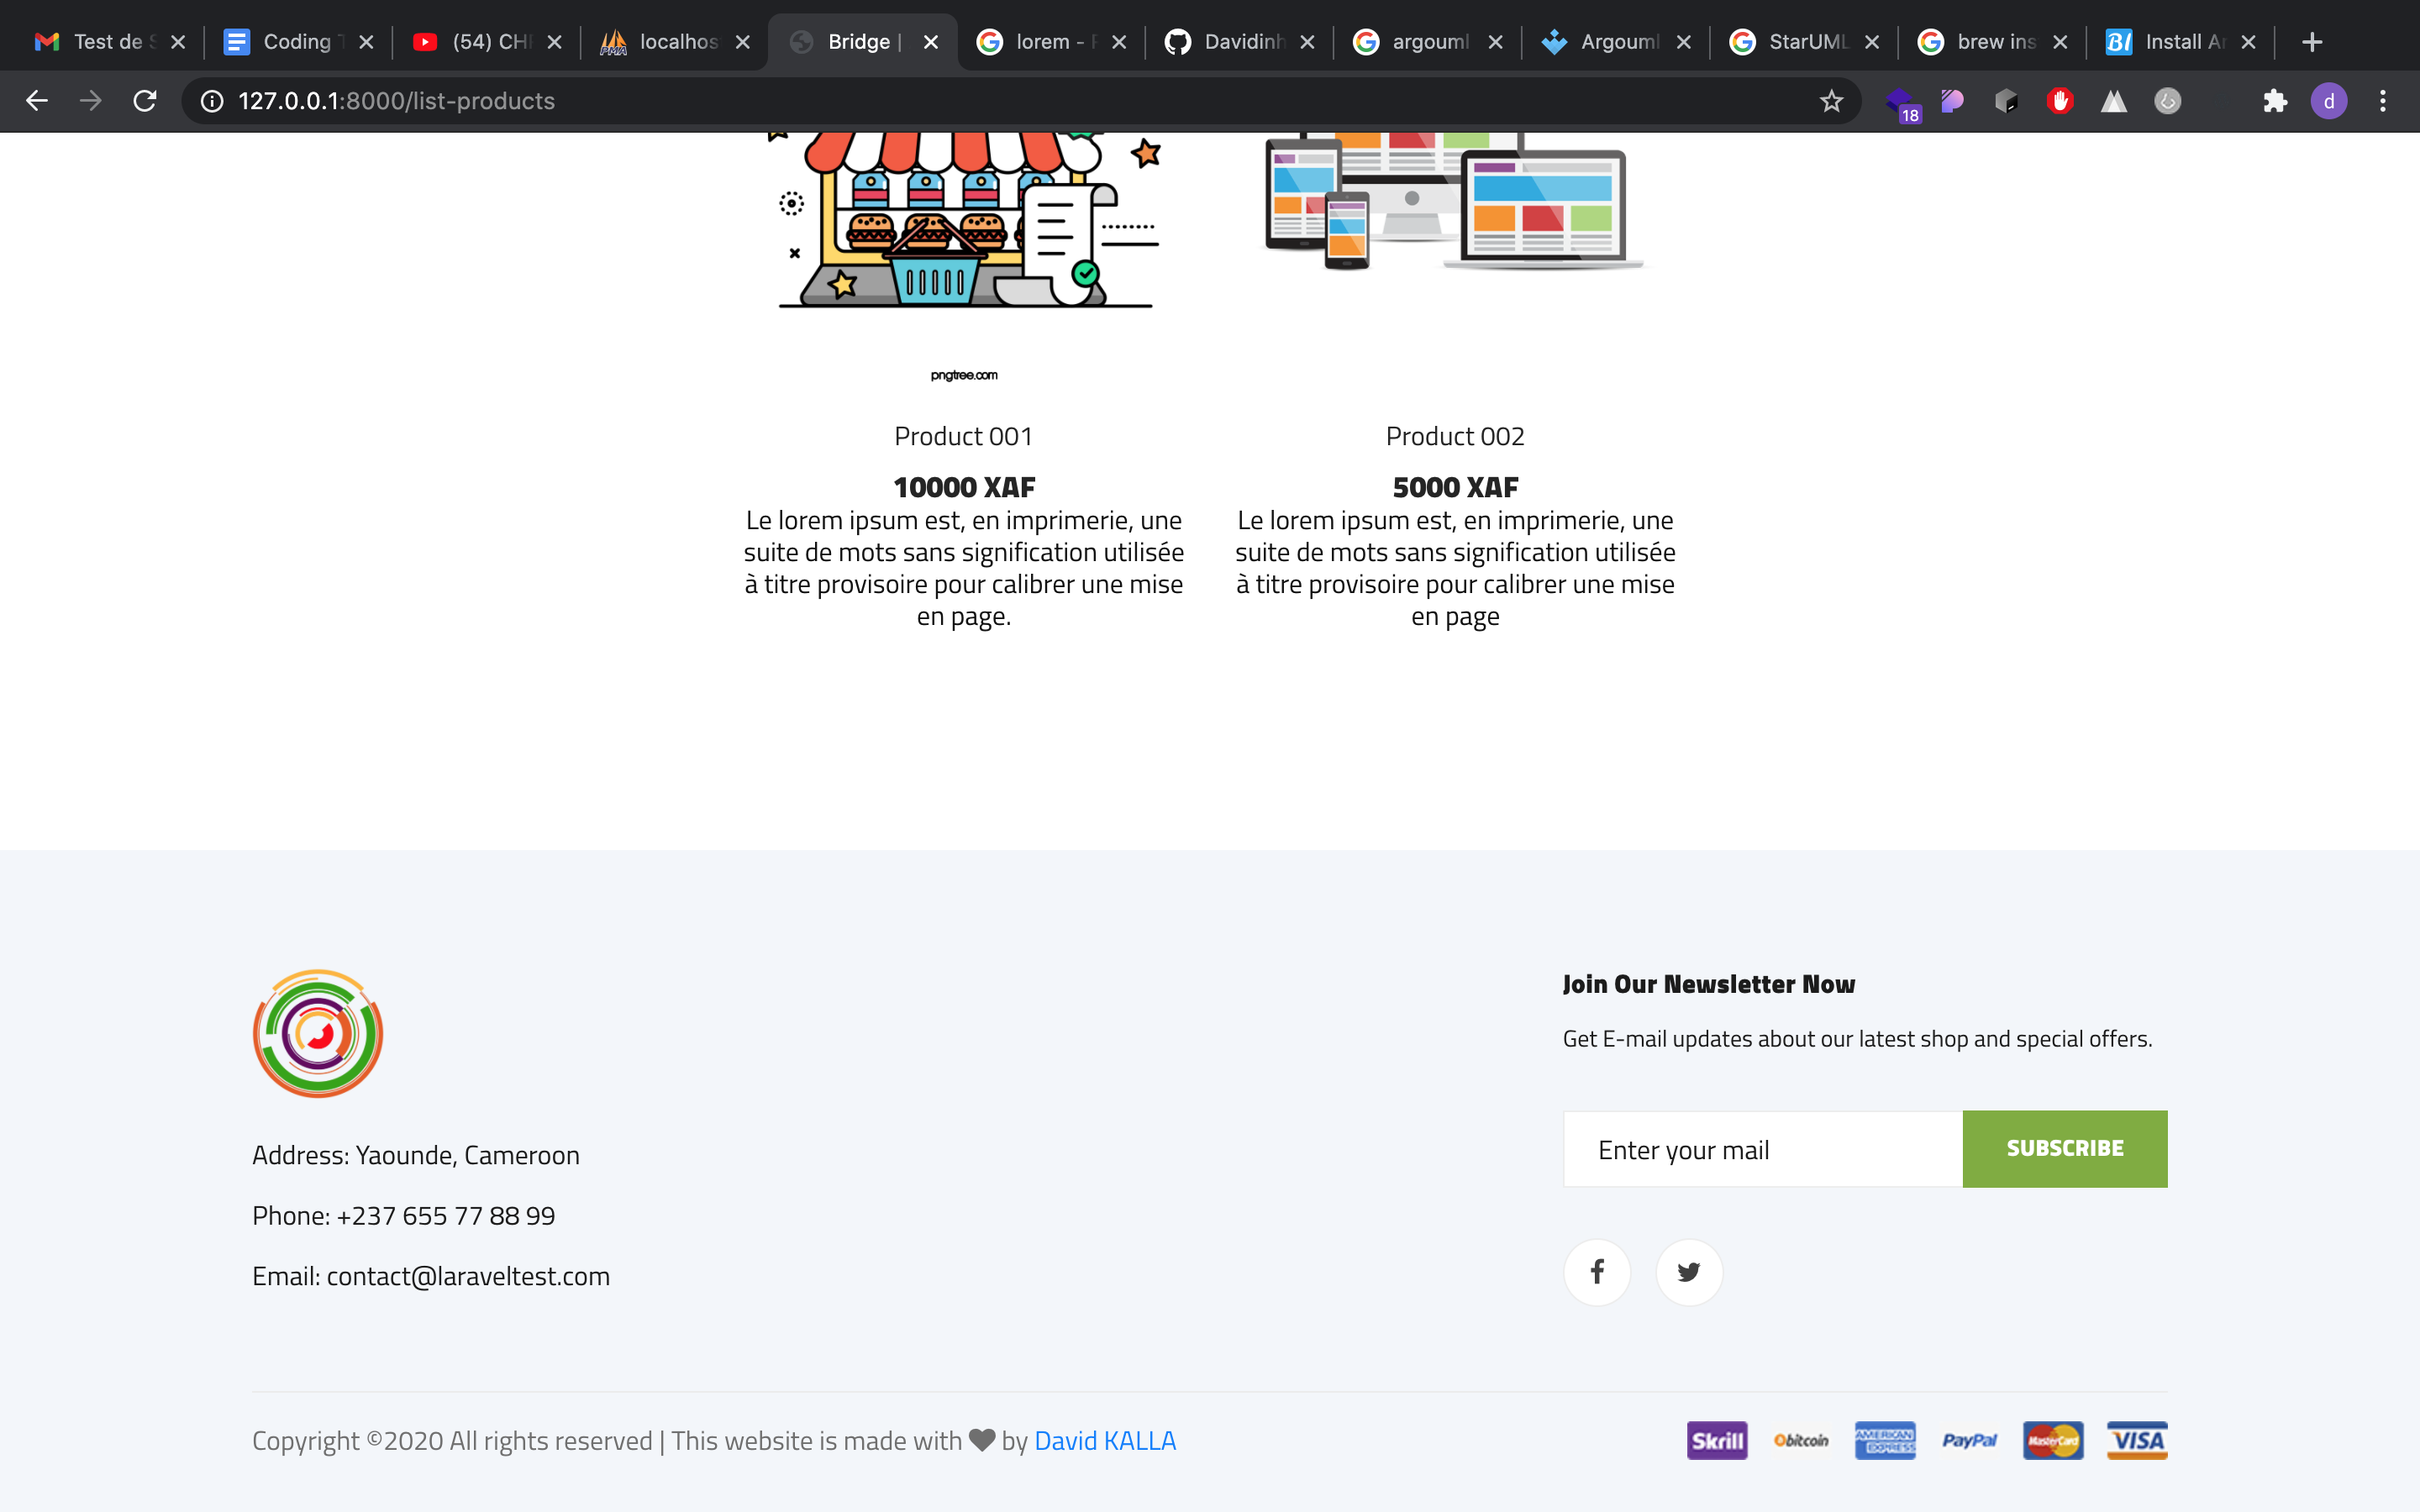 Test de S
Coding T
(54) CH
localhos
Bridge |
lorem -
Davidinh
argouml
Argouml
StarUML
brew ins
Install Ar
127.0.0.1:8000/list-products
18
d
pngtree.com
Product 001
10000 XAF
Le lorem ipsum est, en imprimerie, une
suite de mots sans signification utilisée
à titre provisoire pour calibrer une mise
en page.
Product 002
5000 XAF
Le lorem ipsum est, en imprimerie, une
suite de mots sans signification utilisée
à titre provisoire pour calibrer une mise
en page
Address: Yaounde, Cameroon
Phone: +237 655 77 88 99
Email: contact@laraveltest.com
Join Our Newsletter Now
Get E-mail updates about our latest shop and special offers.
Enter your mail
SUBSCRIBE
Copyright ©2020 All rights reserved | This website is made with ♥ by David KALLA
Skrill
bitcoin
AMERICAN EXPRESS
PayPal
MasterCard
VISA